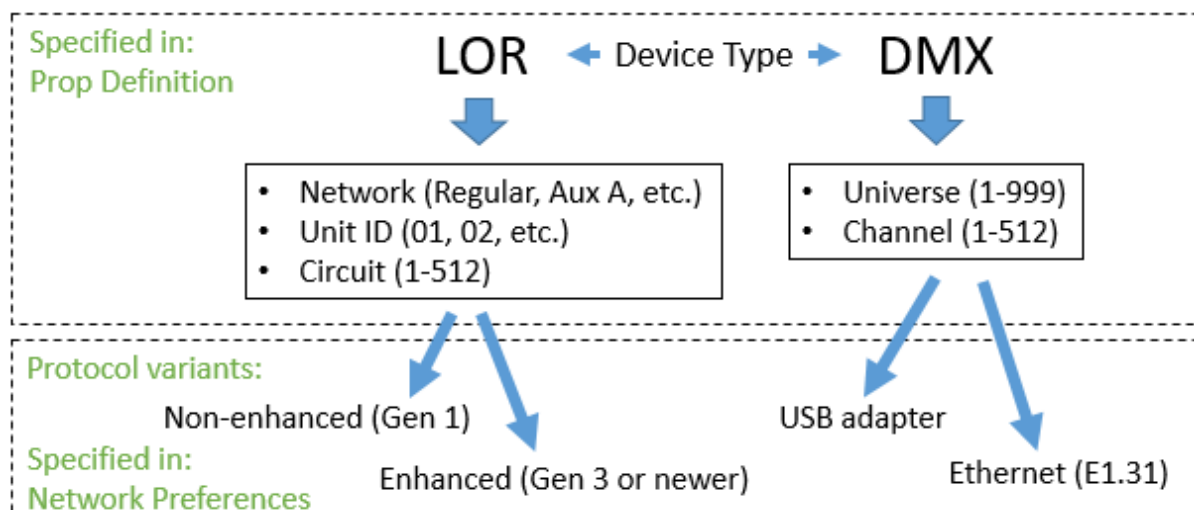 Specified in:
Prop Definition
LOR
Device Type
DMX
• Network (Regular, Aux A, etc.)
• Unit ID (01, 02, etc.)
• Circuit (1-512)
• Universe (1-999)
• Channel (1-512)
Protocol variants:
Non-enhanced (Gen 1)
USB adapter
Specified in:
Network Preferences
Enhanced (Gen 3 or newer)
Ethernet (E1.31)